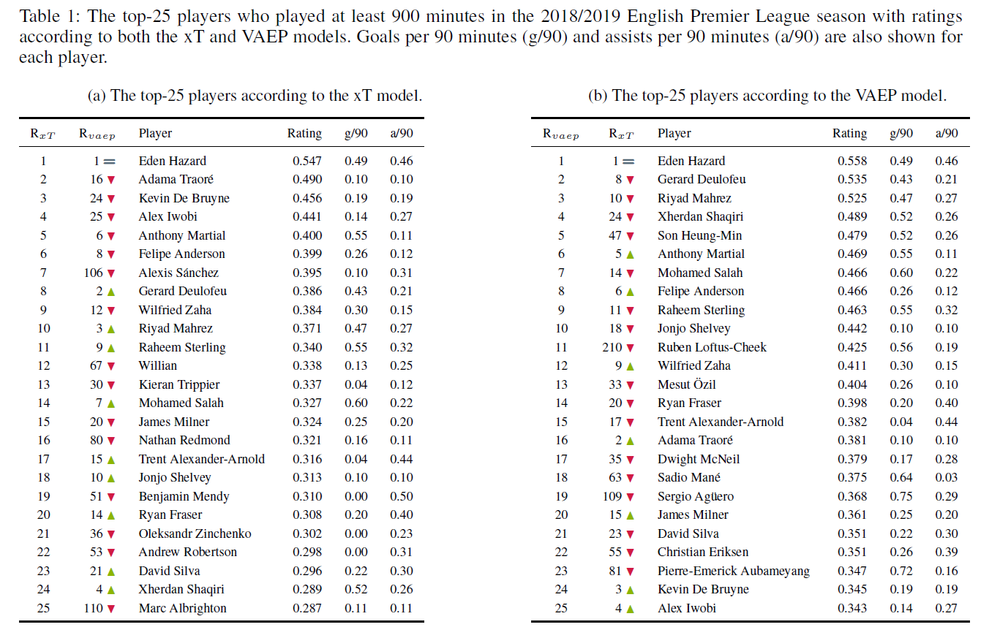 Table 1: The top-25 players who played at least 900 minutes in the 2018/2019 English Premier League season with ratings
according to both the xT and VAEP models. Goals per 90 minutes (g/90) and assists per 90 minutes (a/90) are also shown for
each player.
(a) The top-25 players according to the xT model.
RxT Rvaep Player Rating g/90 a/90
1 1 = Eden Hazard 0.547 0.49 0.46
2 16 ▼ Adama Traoré 0.490 0.10 0.10
3 24 ▼ Kevin De Bruyne 0.456 0.19 0.19
4 25 ▼ Alex Iwobi 0.441 0.14 0.27
5 6 ▼ Anthony Martial 0.400 0.55 0.11
6 8 ▼ Felipe Anderson 0.399 0.26 0.12
7 106 ▼ Alexis Sánchez 0.395 0.10 0.31
8 2 ▲ Gerard Deulofeu 0.386 0.43 0.21
9 12 ▼ Wilfried Zaha 0.384 0.30 0.15
10 3 ▲ Riyad Mahrez 0.371 0.47 0.27
11 9 ▲ Raheem Sterling 0.340 0.55 0.32
12 67 ▼ Willian 0.338 0.13 0.25
13 30 ▼ Kieran Trippier 0.337 0.04 0.12
14 7 ▲ Mohamed Salah 0.327 0.60 0.22
15 20 ▼ James Milner 0.324 0.25 0.20
16 80 ▼ Nathan Redmond 0.321 0.16 0.11
17 15 ▲ Trent Alexander-Arnold 0.316 0.04 0.44
18 10 ▲ Jonjo Shelvey 0.313 0.10 0.10
19 51 ▼ Benjamin Mendy 0.310 0.00 0.50
20 14 ▲ Ryan Fraser 0.308 0.20 0.40
21 36 ▼ Oleksandr Zinchenko 0.302 0.00 0.23
22 53 ▼ Andrew Robertson 0.298 0.00 0.31
23 21 ▲ David Silva 0.296 0.22 0.30
24 4 ▲ Xherdan Shaqiri 0.289 0.52 0.26
25 110 ▼ Marc Albrighton 0.287 0.11 0.11
(b) The top-25 players according to the VAEP model.
Rvaep RxT Player Rating g/90 a/90
1 1 = Eden Hazard 0.558 0.49 0.46
2 8 ▼ Gerard Deulofeu 0.535 0.43 0.21
3 10 ▼ Riyad Mahrez 0.525 0.47 0.27
4 24 ▼ Xherdan Shaqiri 0.489 0.52 0.26
5 47 ▼ Son Heung-Min 0.479 0.52 0.26
6 5 ▲ Anthony Martial 0.469 0.55 0.11
7 14 ▼ Mohamed Salah 0.466 0.60 0.22
8 6 ▲ Felipe Anderson 0.466 0.26 0.12
9 11 ▼ Raheem Sterling 0.463 0.55 0.32
10 18 ▼ Jonjo Shelvey 0.442 0.10 0.10
11 210 ▼ Ruben Loftus-Cheek 0.425 0.56 0.19
12 9 ▲ Wilfried Zaha 0.411 0.30 0.15
13 33 ▼ Mesut Özil 0.404 0.26 0.10
14 20 ▼ Ryan Fraser 0.398 0.20 0.40
15 17 ▼ Trent Alexander-Arnold 0.382 0.04 0.44
16 2 ▲ Adama Traoré 0.381 0.10 0.10
17 35 ▼ Dwight McNeil 0.379 0.17 0.28
18 63 ▼ Sadio Mané 0.375 0.64 0.03
19 109 ▼ Sergio Agüero 0.368 0.75 0.29
20 15 ▲ James Milner 0.361 0.25 0.20
21 23 ▼ David Silva 0.351 0.22 0.30
22 55 ▼ Christian Eriksen 0.351 0.26 0.39
23 81 ▼ Pierre-Emerick Aubameyang 0.347 0.72 0.16
24 3 ▲ Kevin De Bruyne 0.345 0.19 0.19
25 4 ▲ Alex Iwobi 0.343 0.14 0.27